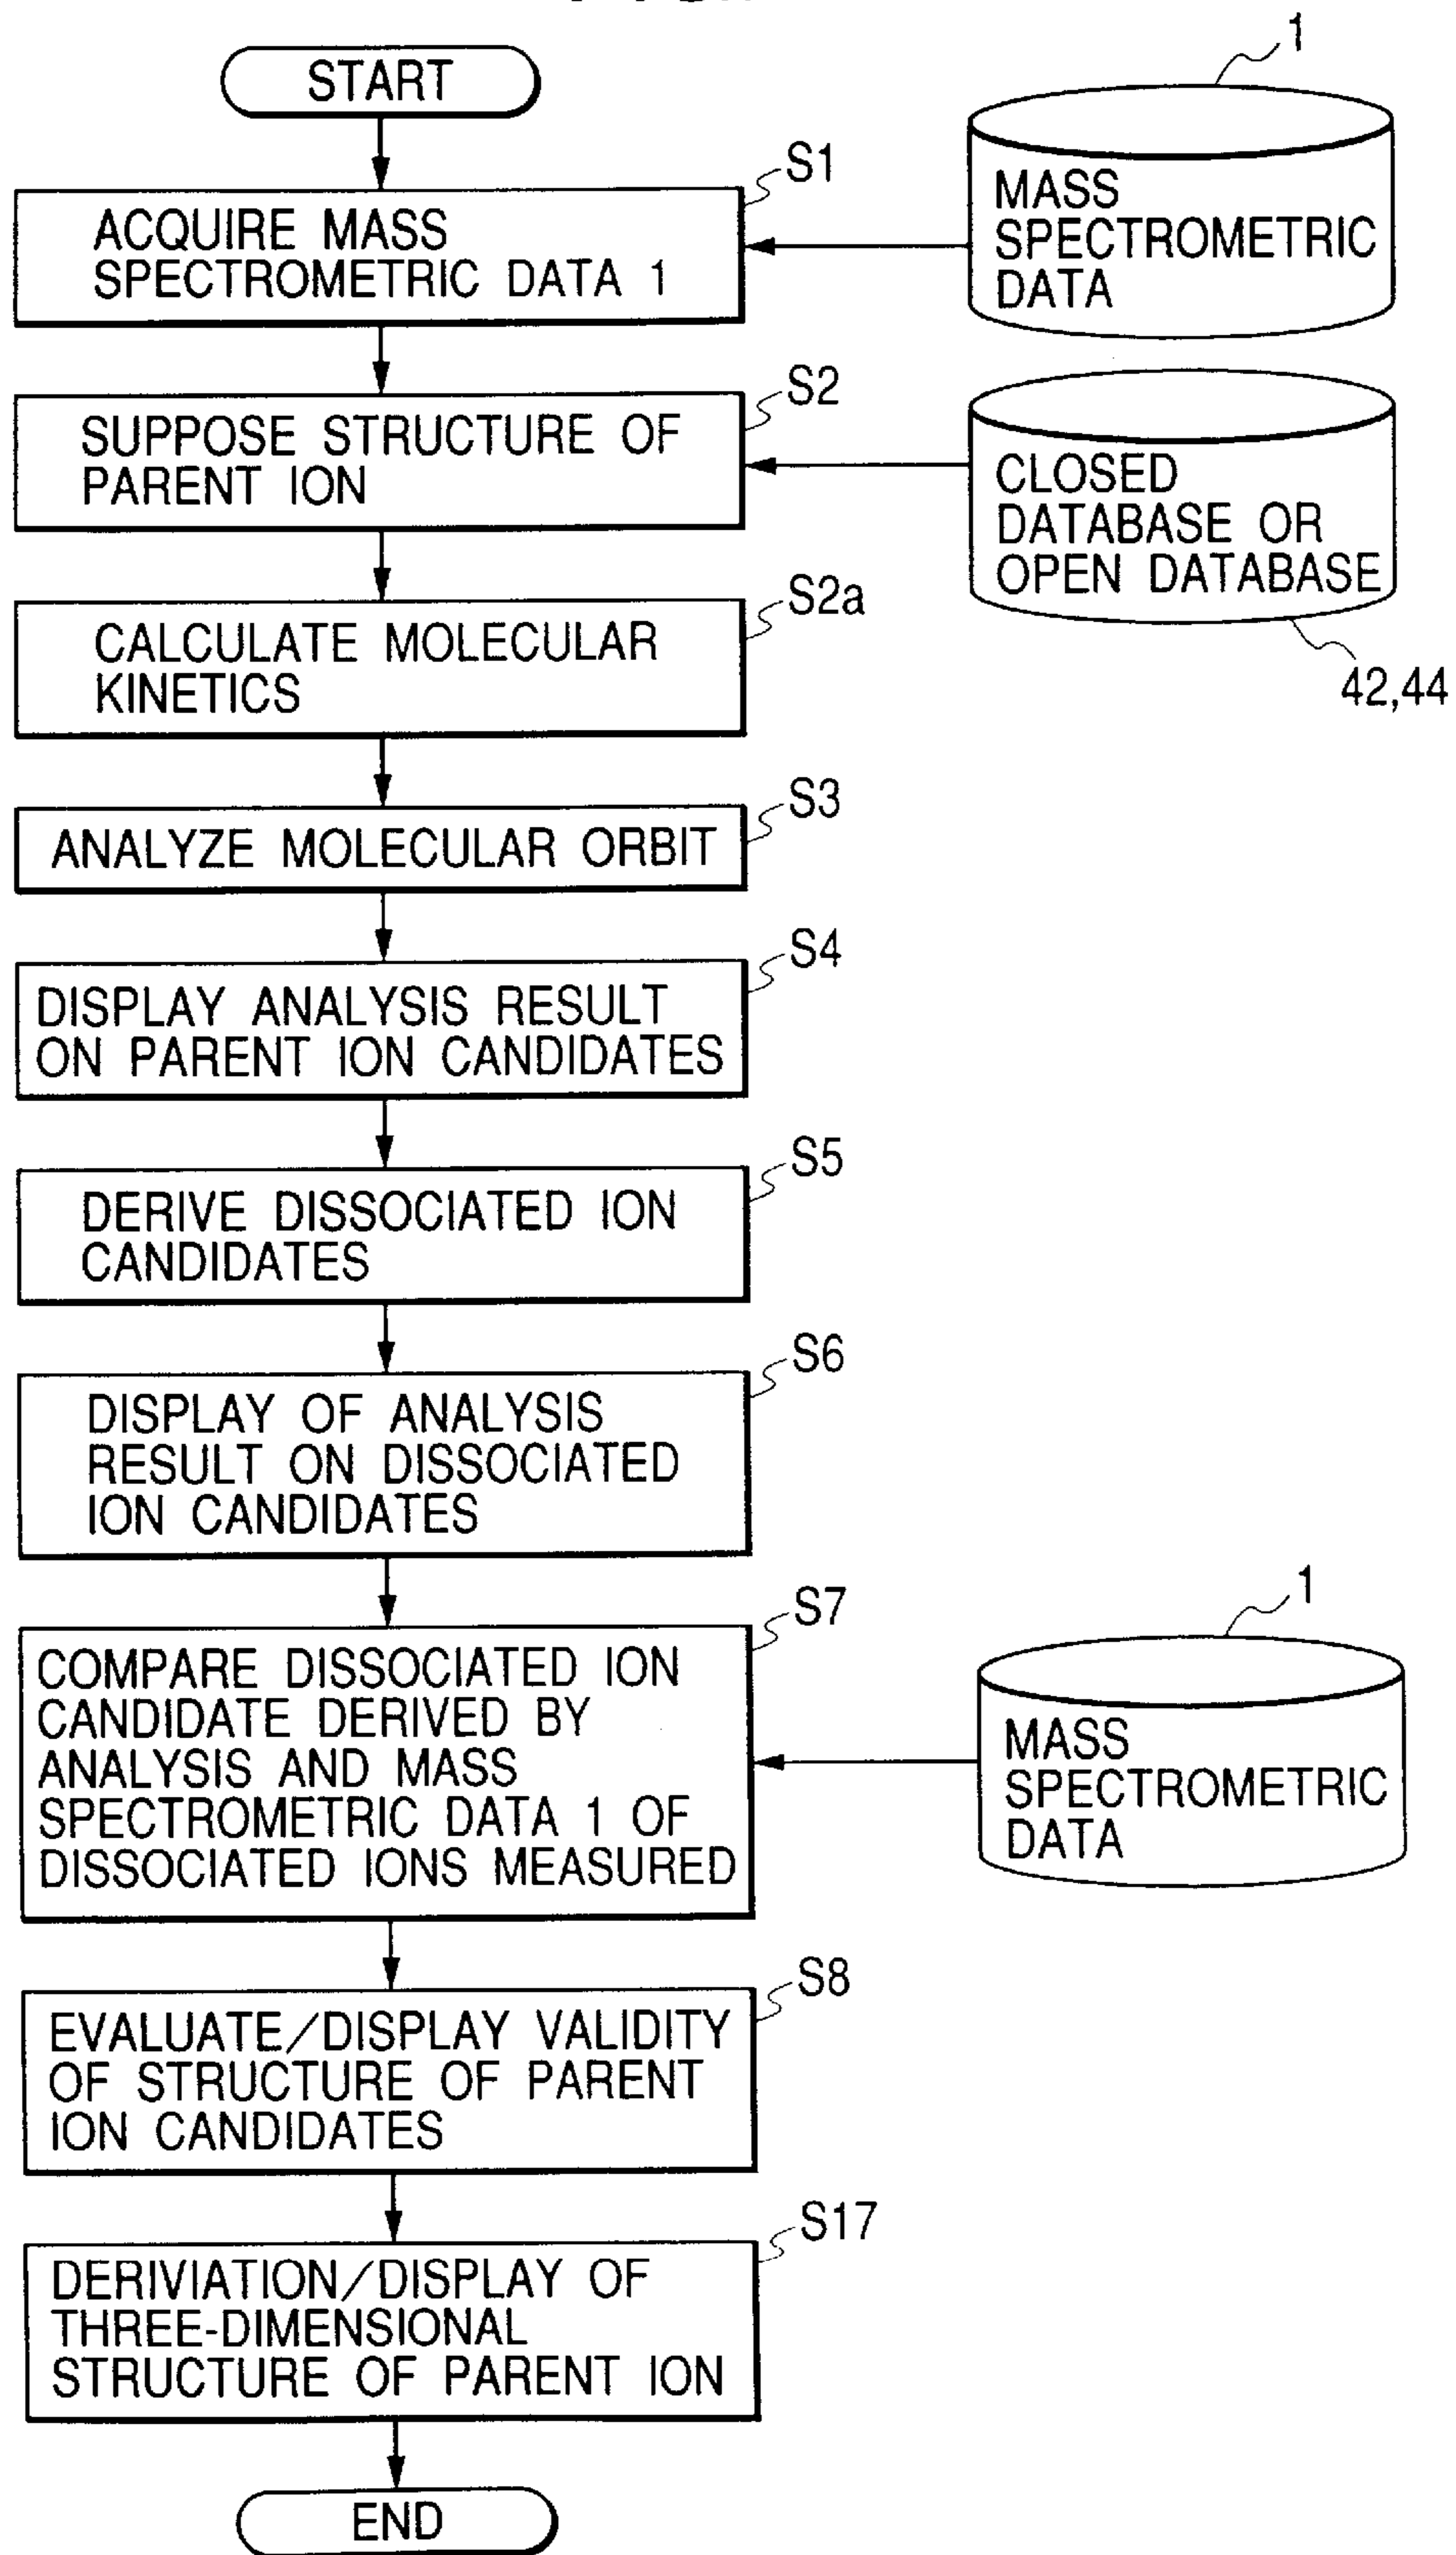 START
1
S1
ACQUIRE MASS
SPECTROMETRIC DATA 1
MASS
SPECTROMETRIC
DATA
S2
SUPPOSE STRUCTURE OF
PARENT ION
CLOSED
DATABASE OR
OPEN DATABASE
42,44
S2a
CALCULATE MOLECULAR
KINETICS
S3
ANALYZE MOLECULAR ORBIT
S4
DISPLAY ANALYSIS RESULT
ON PARENT ION CANDIDATES
S5
DERIVE DISSOCIATED ION
CANDIDATES
S6
DISPLAY OF ANALYSIS
RESULT ON DISSOCIATED
ION CANDIDATES
S7
COMPARE DISSOCIATED ION
CANDIDATE DERIVED BY
ANALYSIS AND MASS
SPECTROMETRIC DATA 1 OF
DISSOCIATED IONS MEASURED
1
MASS
SPECTROMETRIC
DATA
S8
EVALUATE/DISPLAY VALIDITY
OF STRUCTURE OF PARENT
ION CANDIDATES
S17
DERIVIATION/DISPLAY OF
THREE-DIMENSIONAL
STRUCTURE OF PARENT ION
END